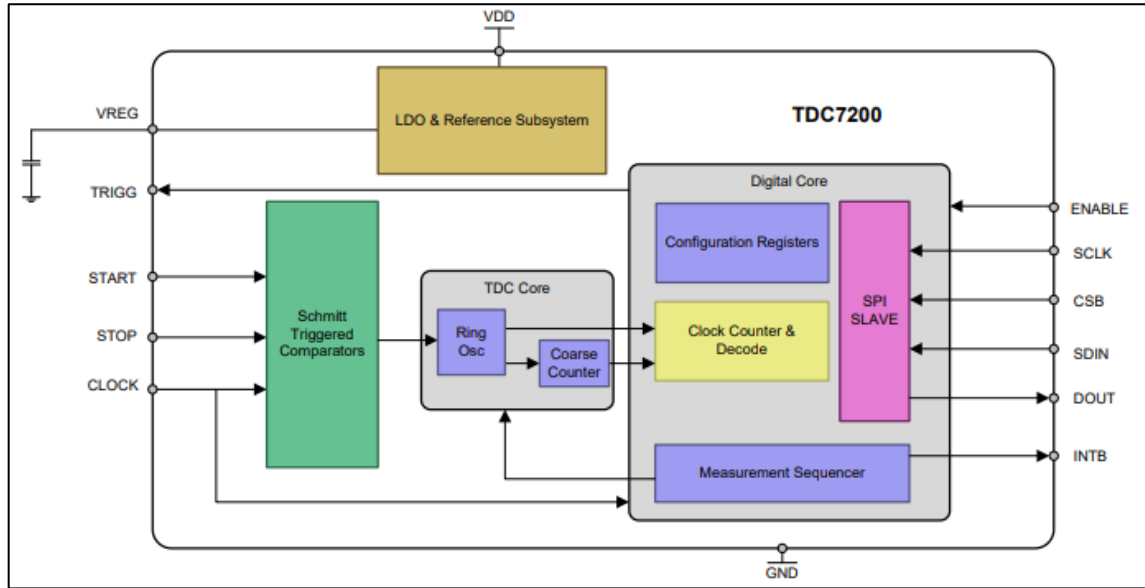 VDD
VREG
LDO & Reference Subsystem
TDC7200
TRIGG
Digital Core
ENABLE
Configuration Registers
SCLK
START
TDC Core
SPI
SLAVE
CSB
Schmitt
Triggered
Comparators
STOP
Ring
Osc
Clock Counter &
Decode
SDIN
Coarse
Counter
CLOCK
DOUT
INTB
Measurement Sequencer
GND